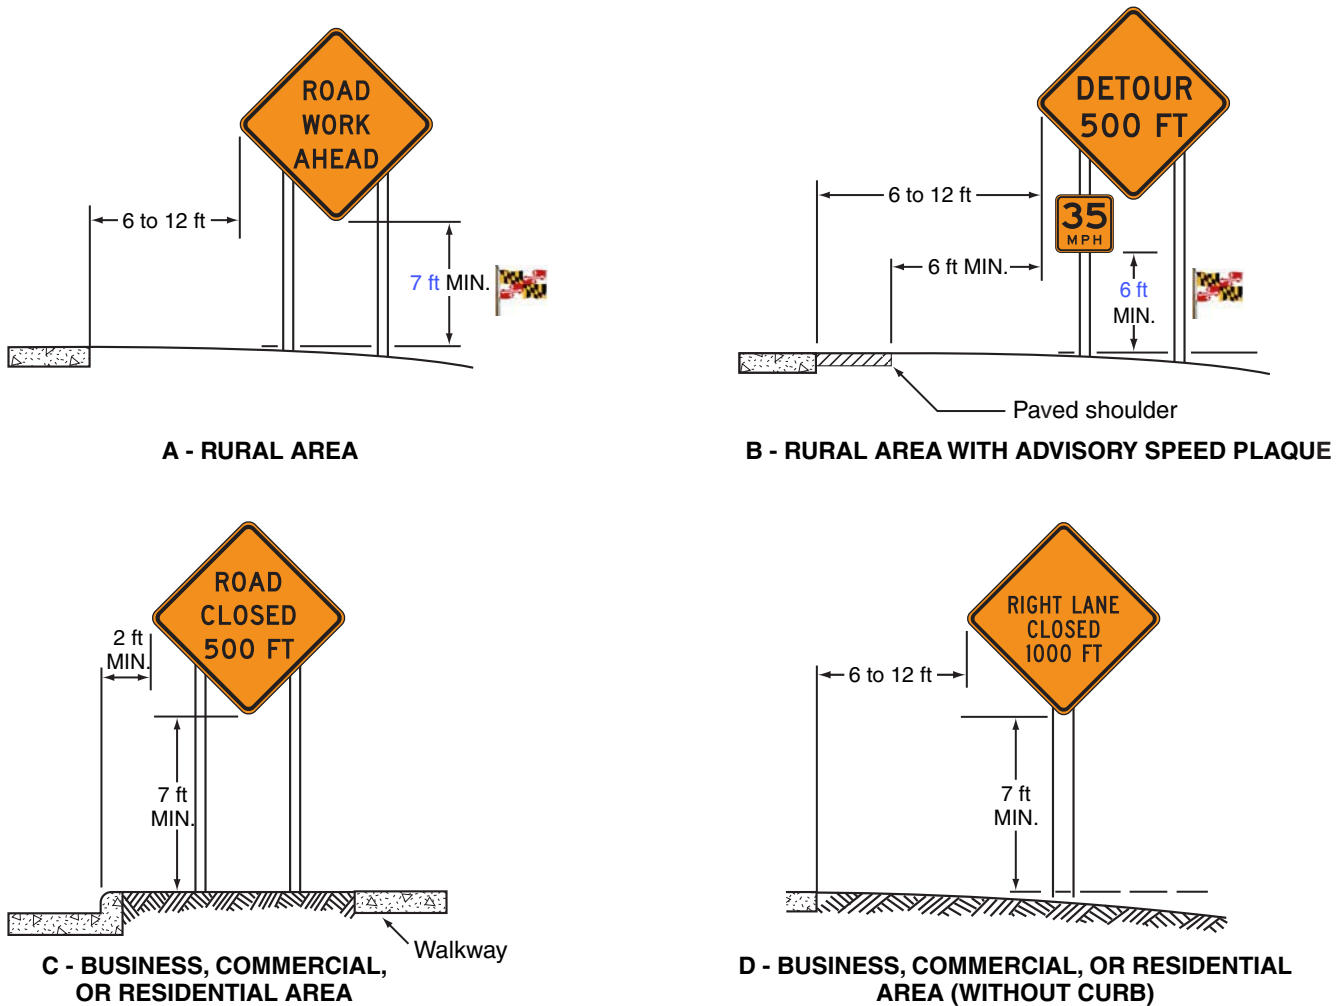 ROAD
WORK
AHEAD
6 to 12 ft
7 ft MIN.
A - RURAL AREA
DETOUR
500 FT
35
MPH
6 to 12 ft
6 ft MIN.
6 ft
MIN.
Paved shoulder
B - RURAL AREA WITH ADVISORY SPEED PLAQUE
ROAD
CLOSED
500 FT
2 ft
MIN.
7 ft
MIN.
Walkway
C - BUSINESS, COMMERCIAL,
OR RESIDENTIAL AREA
RIGHT LANE
CLOSED
1000 FT
6 to 12 ft
7 ft
MIN.
D - BUSINESS, COMMERCIAL, OR RESIDENTIAL
AREA (WITHOUT CURB)